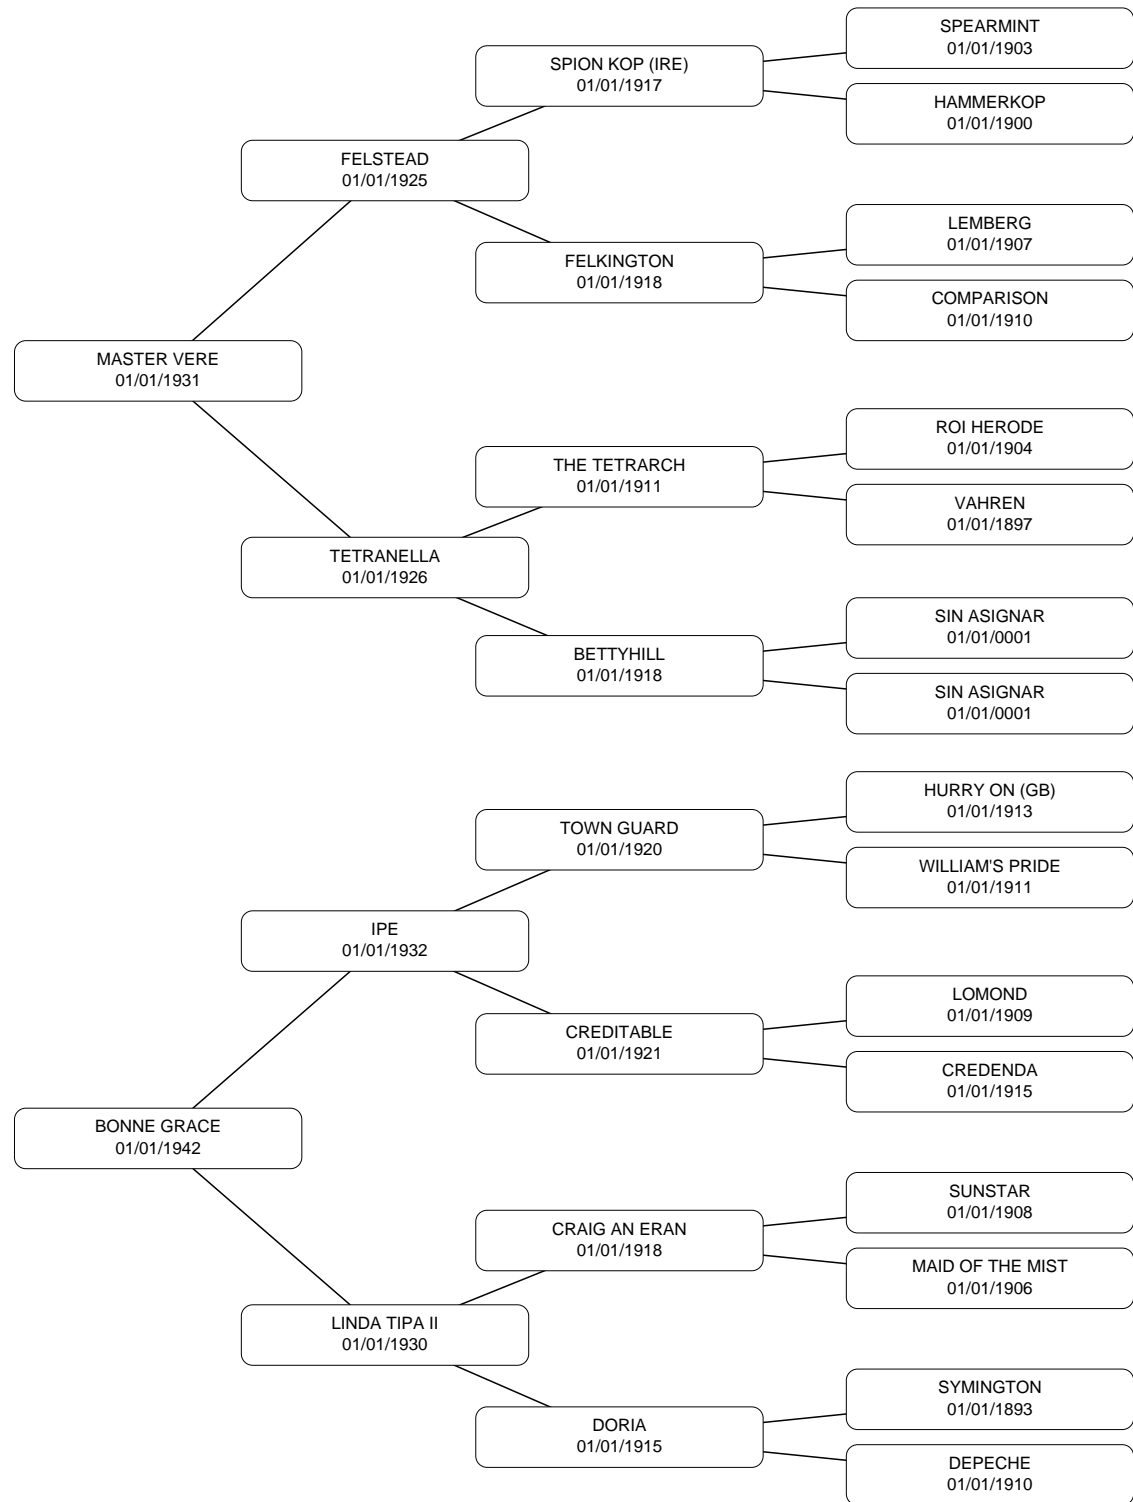 SPEARMINT
01/01/1903
SPION KOP (IRE)
01/01/1917
HAMMERKOP
01/01/1900
FELSTEAD
01/01/1925
LEMBERG
01/01/1907
FELKINGTON
01/01/1918
COMPARISON
01/01/1910
MASTER VERE
01/01/1931
ROI HERODE
01/01/1904
THE TETRARCH
01/01/1911
VAHREN
01/01/1897
TETRANELLA
01/01/1926
SIN ASIGNAR
01/01/0001
BETTYHILL
01/01/1918
SIN ASIGNAR
01/01/0001
HURRY ON (GB)
01/01/1913
TOWN GUARD
01/01/1920
WILLIAM'S PRIDE
01/01/1911
IPE
01/01/1932
LOMOND
01/01/1909
CREDITABLE
01/01/1921
CREDENDA
01/01/1915
BONNE GRACE
01/01/1942
SUNSTAR
01/01/1908
CRAIG AN ERAN
01/01/1918
MAID OF THE MIST
01/01/1906
LINDA TIPA II
01/01/1930
SYMINGTON
01/01/1893
DORIA
01/01/1915
DEPECHE
01/01/1910